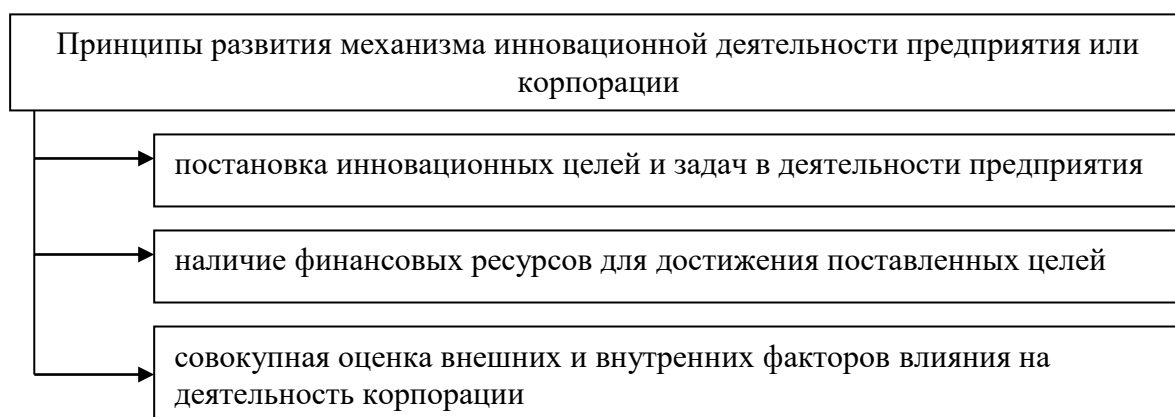 Принципы развития механизма инновационной деятельности предприятия или
корпорации
постановка инновационных целей и задач в деятельности предприятия
наличие финансовых ресурсов для достижения поставленных целей
совокупная оценка внешних и внутренних факторов влияния на
деятельность корпорации